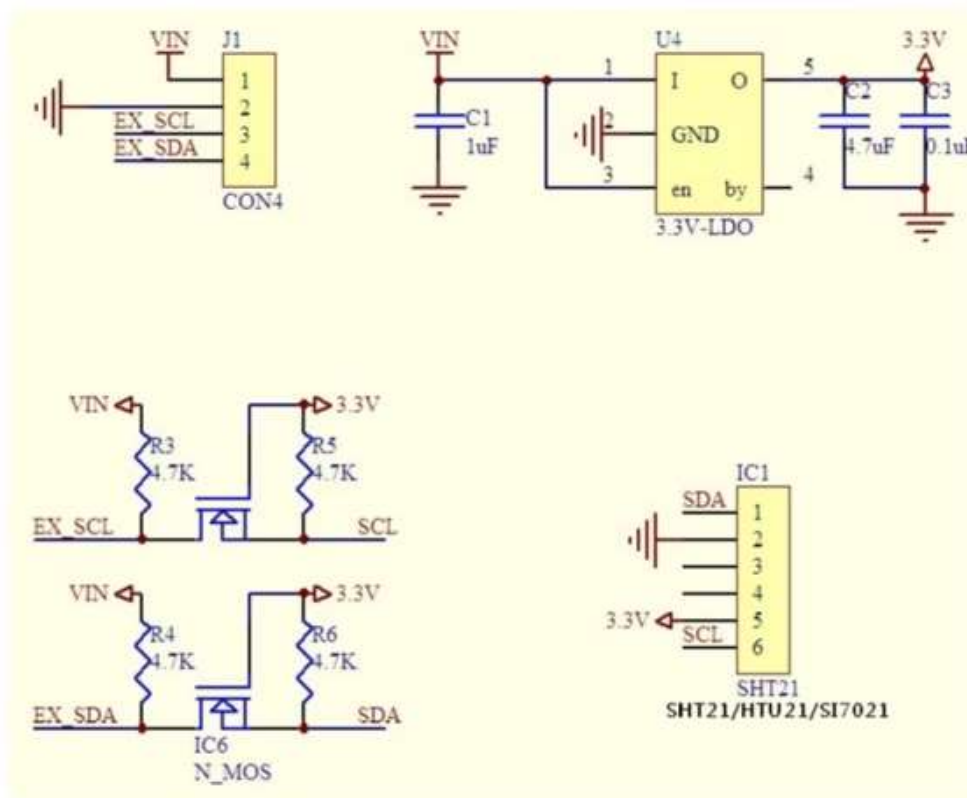 VIN
J1
1
2
EX_SCL
3
EX_SDA
4
CON4
VIN
U4
3.3V
1
I
O
5
C1
1uF
2
GND
C2
4.7uF
C3
3
en
by
4
3.3V-LDO
VIN
3.3V
R3
4.7K
R5
4.7K
EX_SCL
SCL
VIN
3.3V
R4
4.7K
R6
4.7K
EX_SDA
SDA
IC6
N_MOS
IC1
SDA
1
2
3
4
3.3V
5
SCL
6
SHT21
SHT21/HTU21/SI7021